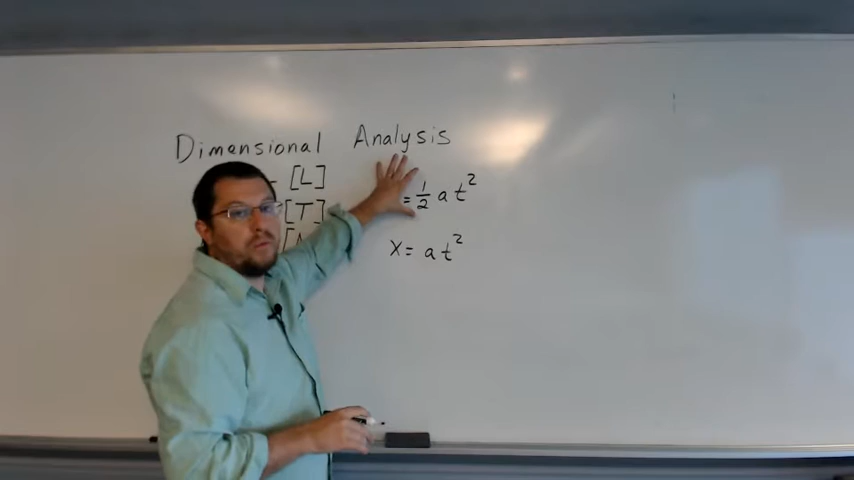 Dimensional Analysis
[L]
[T]
= 1/2 a t²
x = a t²